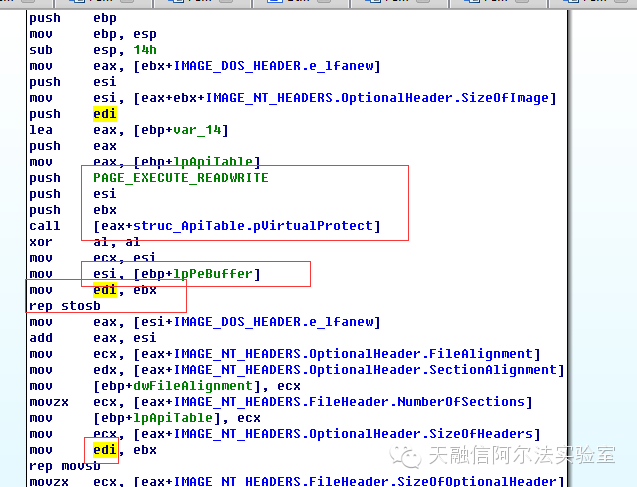 push    ebp
mov     ebp, esp
sub     esp, 14h
mov     eax, [ebx+IMAGE_DOS_HEADER.e_lfanew]
push    esi
mov     esi, [eax+ebx+IMAGE_NT_HEADERS.OptionalHeader.SizeOfImage]
push    edi
lea     eax, [ebp+var_14]
push    eax
mov     eax, [ebp+lpApiTable]
push    PAGE_EXECUTE_READWRITE
push    esi
push    ebx
call    [eax+struc_ApiTable.pVirtualProtect]
xor     al, al
mov     ecx, esi
mov     esi, [ebp+lpPeBuffer]
mov     edi, ebx
rep stosb
mov     eax, [esi+IMAGE_DOS_HEADER.e_lfanew]
add     eax, esi
mov     ecx, [eax+IMAGE_NT_HEADERS.OptionalHeader.FileAlignment]
mov     edx, [eax+IMAGE_NT_HEADERS.OptionalHeader.SectionAlignment]
mov     [ebp+dwFileAlignment], ecx
movzx   ecx, [eax+IMAGE_NT_HEADERS.FileHeader.NumberOfSections]
mov     [ebp+lpApiTable], ecx
mov     ecx, [eax+IMAGE_NT_HEADERS.OptionalHeader.SizeOfHeaders]
mov     edi, ebx
rep movsb
movzx   ecx, [eax+IMAGE_NT_HEADERS.FileHeader.SizeOfOptionalHeader]
天融信阿尔法实验室